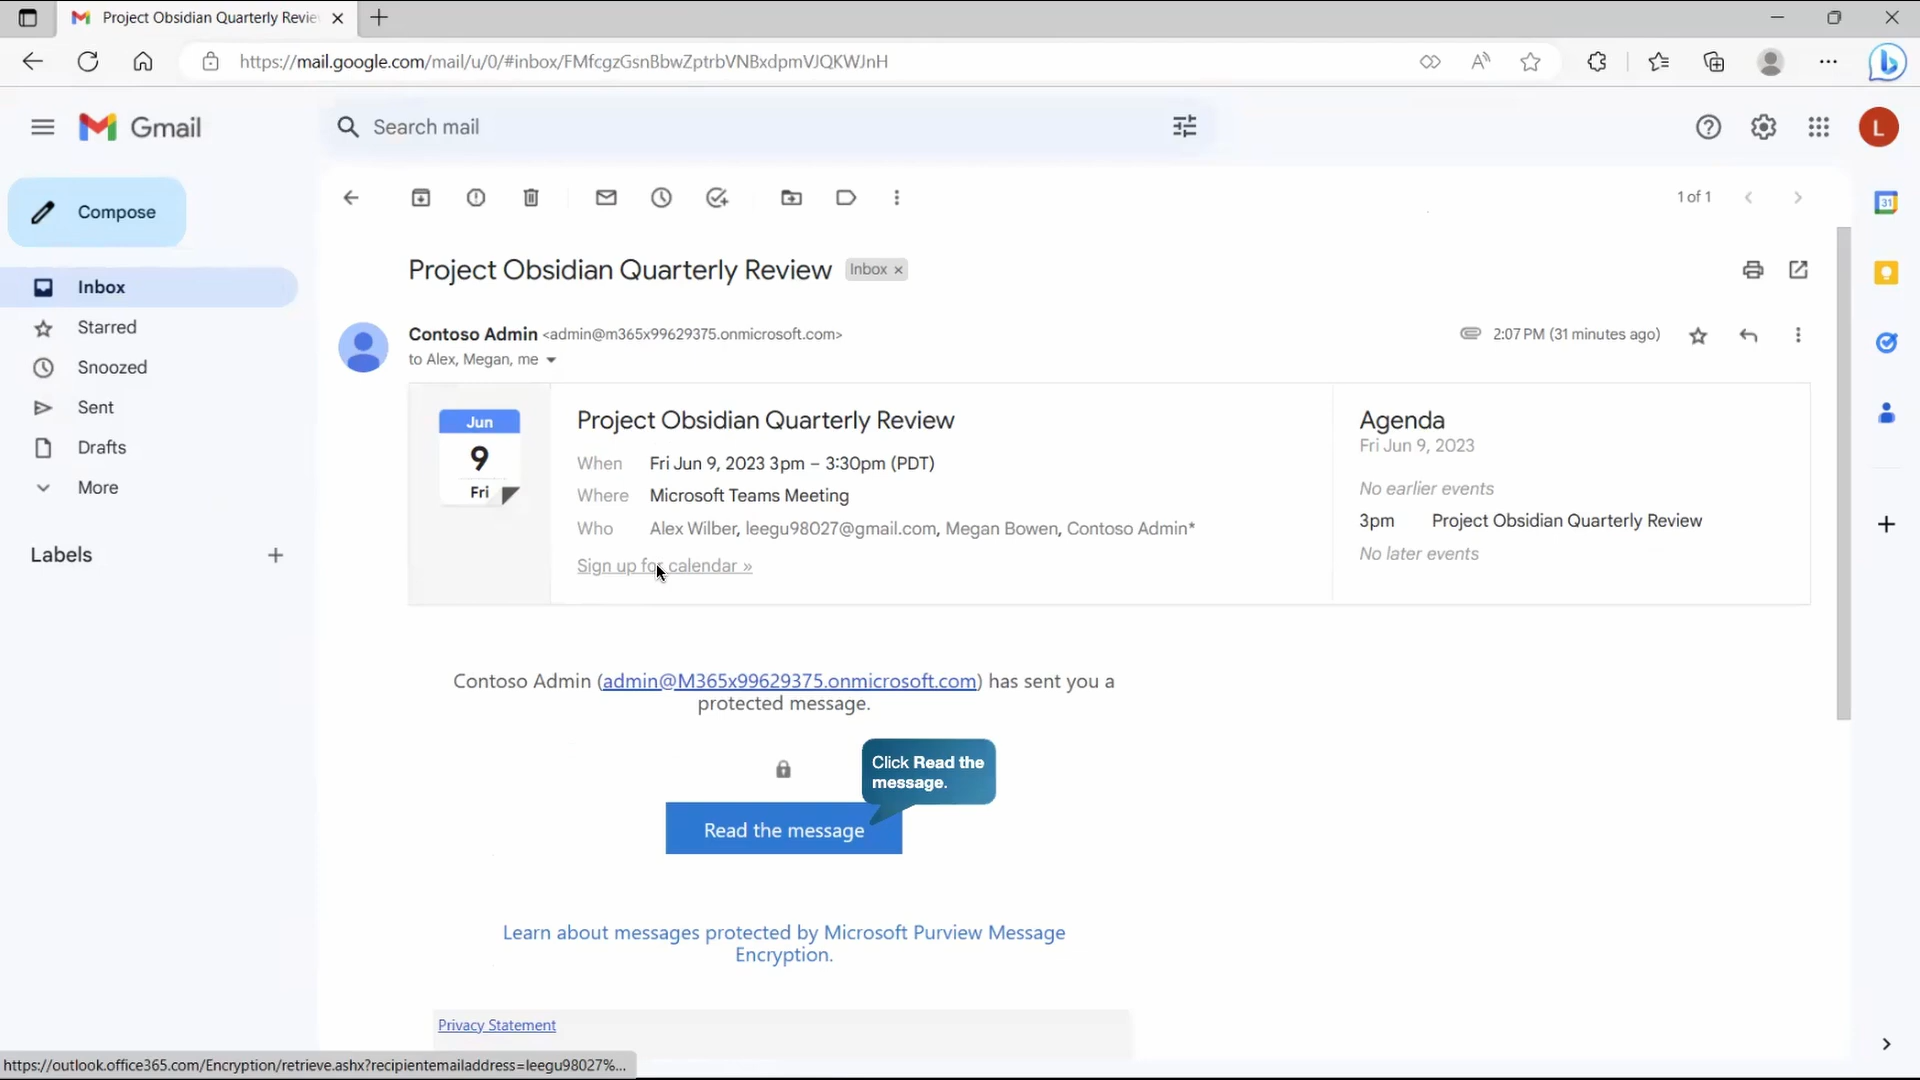 Project Obsidian Quarterly Revie
https://mail.google.com/mail/u/0/#inbox/FMfcgzGsnBbwZptrbVNBxdpmVJQKWJnH
Gmail
Search mail
L
31
Compose
1 of 1
Project Obsidian Quarterly Review
Inbox ×
Inbox
Starred
Snoozed
Sent
Drafts
More
Labels
Contoso Admin <admin@m365x99629375.onmicrosoft.com>
2:07 PM (31 minutes ago)
to Alex, Megan, me
Jun
9
Fri
Project Obsidian Quarterly Review
When Fri Jun 9, 2023 3pm – 3:30pm (PDT)
Where Microsoft Teams Meeting
Who Alex Wilber, leegu98027@gmail.com, Megan Bowen, Contoso Admin*
Sign up for calendar »
Agenda
Fri Jun 9, 2023
No earlier events
3pm Project Obsidian Quarterly Review
No later events
Contoso Admin (admin@M365x99629375.onmicrosoft.com) has sent you a
protected message.
Click Read the
message.
Read the message
Learn about messages protected by Microsoft Purview Message
Encryption.
Privacy Statement
https://outlook.office365.com/Encryption/retrieve.ashx?recipientemailaddress=leegu98027%...